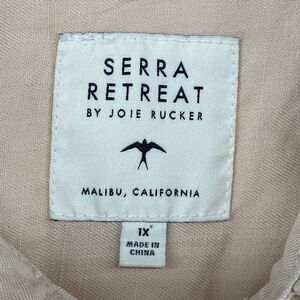 SERRA
RETREAT
BY JOIE RUCKER
MALIBU, CALIFORNIA
1X
MADE IN
CHINA